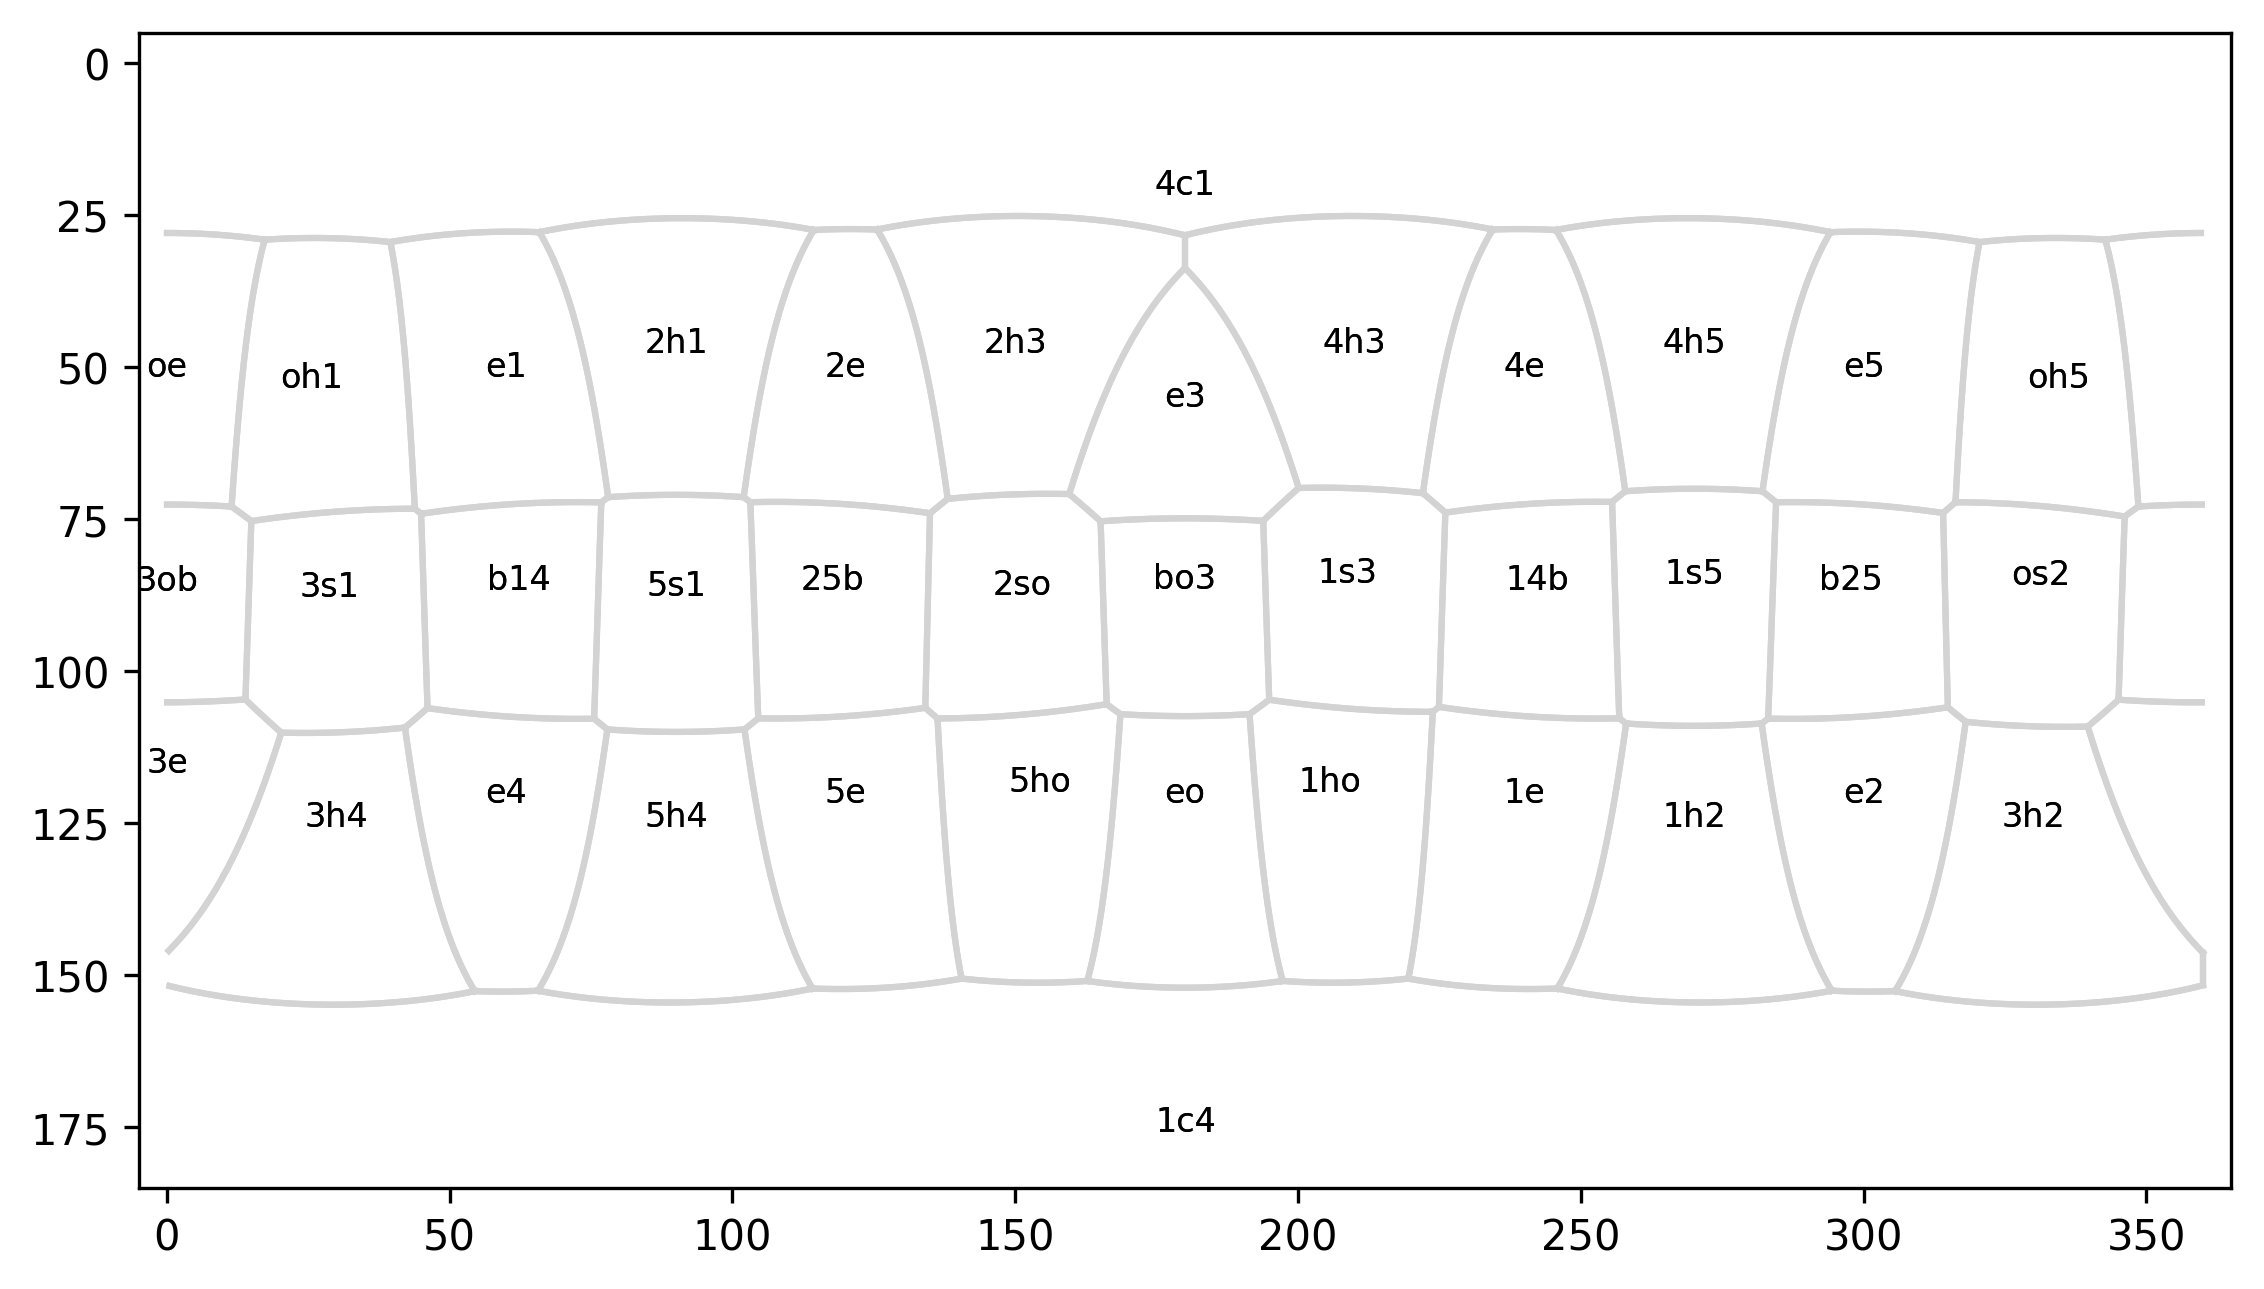 0
4c1
25
2h1 2h3 4h3 4h5
50 oe oh1 e1 2e e3 4e e5 oh5
75
3ob 3s1 b14 5s1 25b 2so bo3 1s3 14b 1s5 b25 os2
100
3e
5ho 1ho
e4 5e eo 1e e2
125 3h4 5h4 1h2 3h2
150
175 1c4
0 50 100 150 200 250 300 350